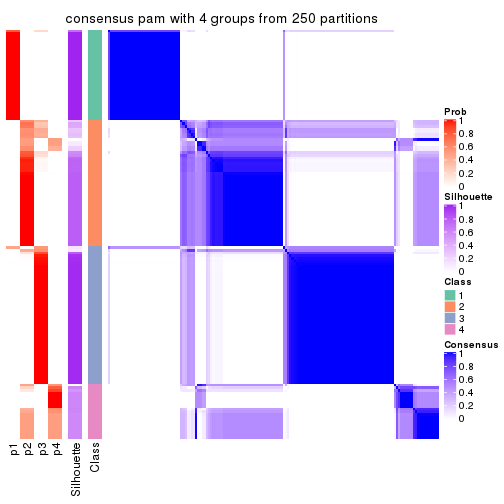 consensus pam with 4 groups from 250 partitions
Prob
1
0.8
0.6
0.4
0.2
0
Silhouette
1
0.8
0.6
0.4
0.2
0
Class
1
2
3
4
Consensus
1
0.8
0.6
0.4
0.2
0
p1
p2
p3
p4
Silhouette
Class